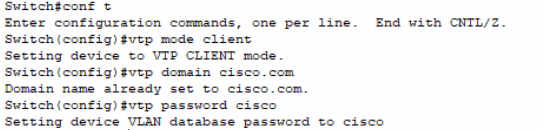 Switch#conf t
Enter configuration commands, one per line.  End with CNTL/Z.
Switch(config)#vtp mode client
Setting device to VTP CLIENT mode.
Switch(config)#vtp domain cisco.com
Domain name already set to cisco.com.
Switch(config)#vtp password cisco
Setting device VLAN database password to cisco